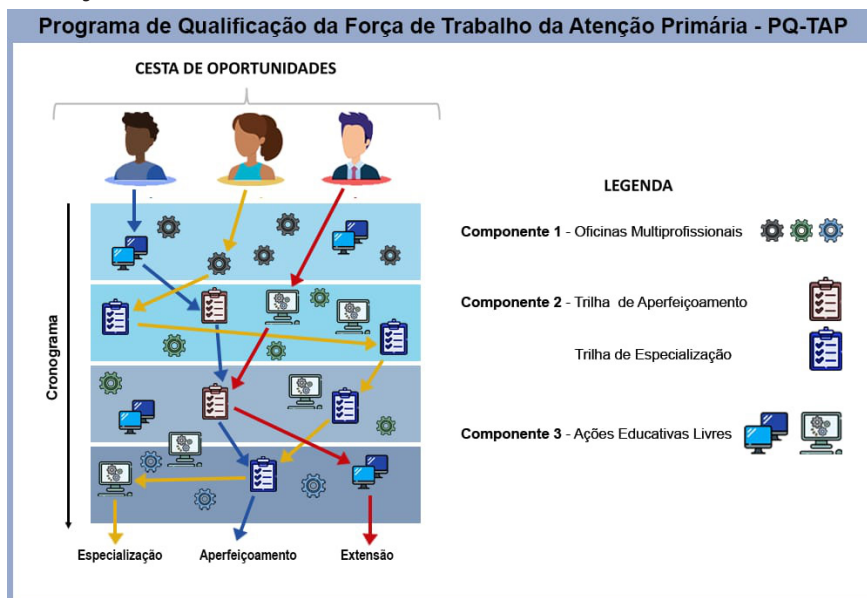 Programa de Qualificação da Força de Trabalho da Atenção Primária - PQ-TAP
CESTA DE OPORTUNIDADES
Cronograma
Especialização
Aperfeiçoamento
Extensão
LEGENDA
Componente 1 - Oficinas Multiprofissionais
Componente 2 - Trilha de Aperfeiçoamento
Trilha de Especialização
Componente 3 - Ações Educativas Livres